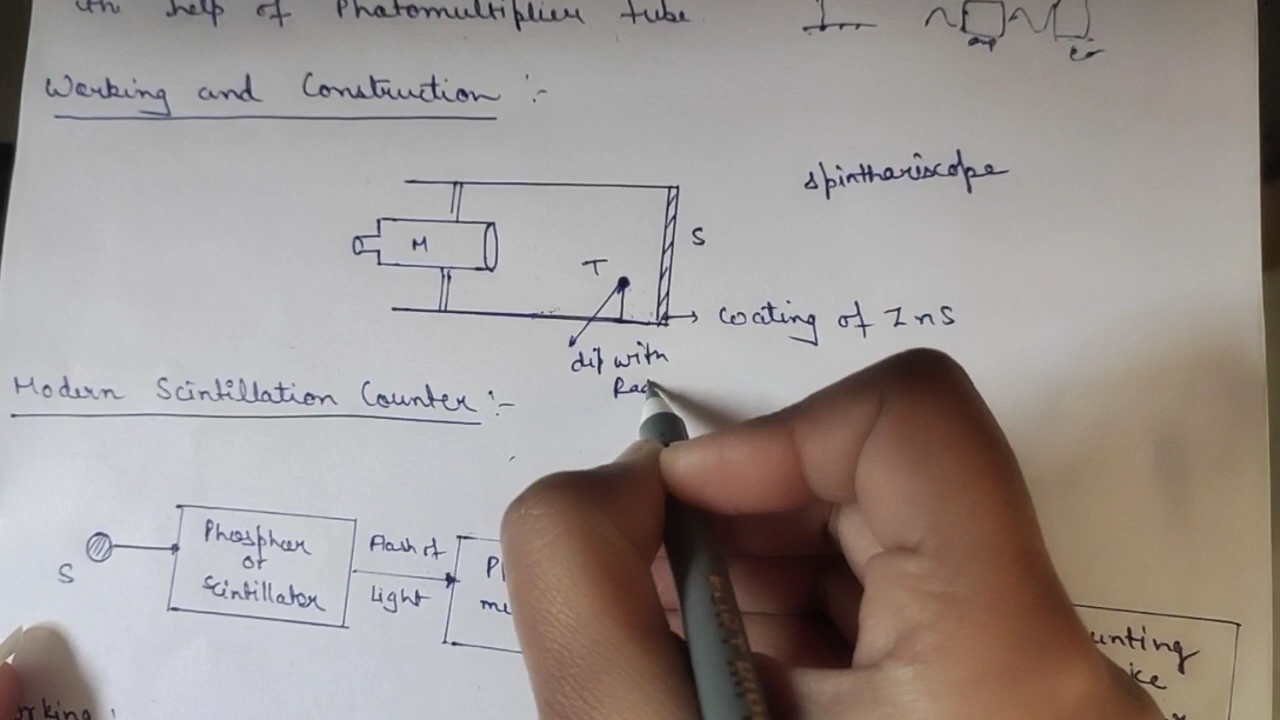 help of Photomultiplier tube
Working and Construction :-
spinthariscope
M
S
T
coating of ZnS
dip with
Rad
Modern Scintillation Counter :-
Phosphor
or
Scintillator
Flash of
Light
S